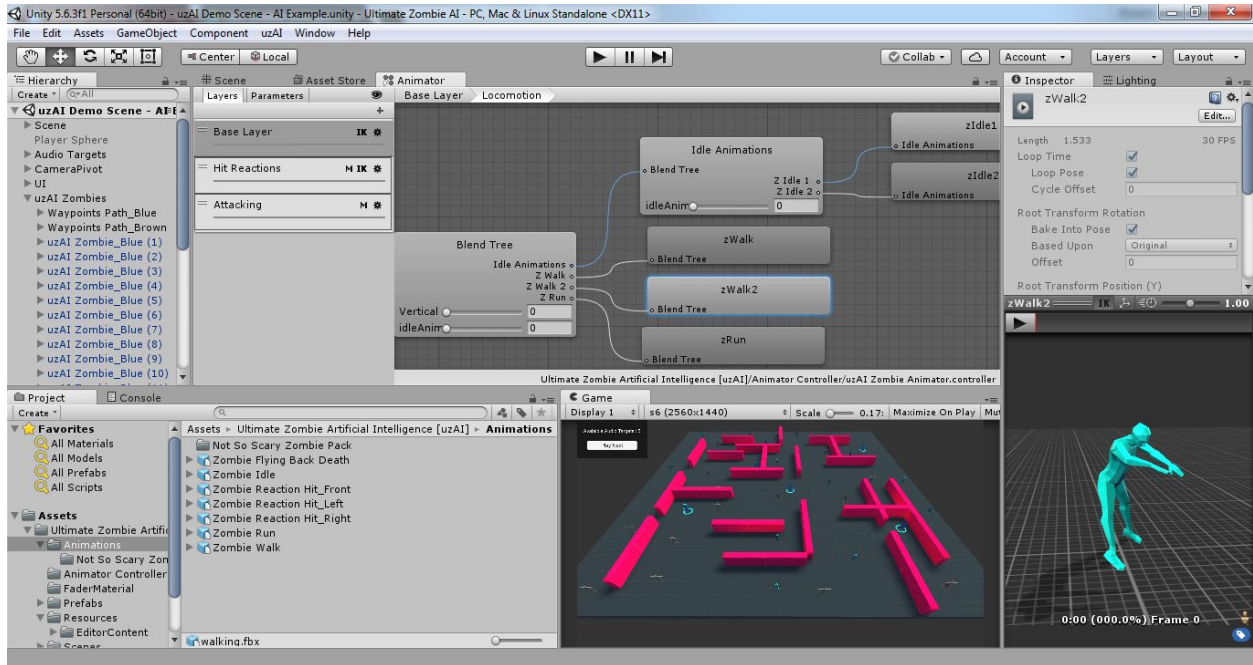 Unity 5.6.3f1 Personal (64bit) - uzAI Demo Scene - AI Example.unity - Ultimate Zombie AI - PC, Mac & Linux Standalone <DX11>
File Edit Assets GameObject Component uzAI Window Help
Center Local Collab Account Layers Layout
Hierarchy
Create All
uzAI Demo Scene - AI E
Scene
Player Sphere
Audio Targets
CameraPivot
UI
uzAI Zombies
Waypoints Path_Blue
Waypoints Path_Brown
uzAI Zombie_Blue (1)
uzAI Zombie_Blue (2)
uzAI Zombie_Blue (3)
uzAI Zombie_Blue (4)
uzAI Zombie_Blue (5)
uzAI Zombie_Blue (6)
uzAI Zombie_Blue (7)
uzAI Zombie_Blue (8)
uzAI Zombie_Blue (9)
uzAI Zombie_Blue (10)
Scene Asset Store Animator
Layers Parameters
Base Layer Locomotion
Base Layer IK
Hit Reactions M IK
Attacking M
Blend Tree
Idle Animations
Z Walk
Z Walk 2
Z Run
Vertical 0
idleAnim 0
Idle Animations
Blend Tree
Z Idle 1
Z Idle 2
idleAnim 0
zIdle1
Idle Animations
zIdle2
Idle Animations
zWalk
Blend Tree
zWalk2
Blend Tree
zRun
Blend Tree
Ultimate Zombie Artificial Intelligence [uzAI]/Animator Controller/uzAI Zombie Animator.controller
Inspector Lighting
zWalk2
Edit...
Length 1.533 30 FPS
Loop Time
Loop Pose
Cycle Offset 0
Root Transform Rotation
Bake Into Pose
Based Upon Original
Offset 0
Root Transform Position (Y)
zWalk2 IK 1.00
0:00 (000.0%) Frame 0
Project Console
Create
Favorites
All Materials
All Models
All Prefabs
All Scripts
Assets
Ultimate Zombie Artific
Animations
Not So Scary Zom
Animator Controller
FaderMaterial
Prefabs
Resources
EditorContent
Scenes
Assets Ultimate Zombie Artificial Intelligence [uzAI] Animations
Not So Scary Zombie Pack
Zombie Flying Back Death
Zombie Idle
Zombie Reaction Hit_Front
Zombie Reaction Hit_Left
Zombie Reaction Hit_Right
Zombie Run
Zombie Walk
walking.fbx
Game
Display 1 s6 (2560x1440) Scale 0.17: Maximize On Play Mut
Available Audio Targets: 5